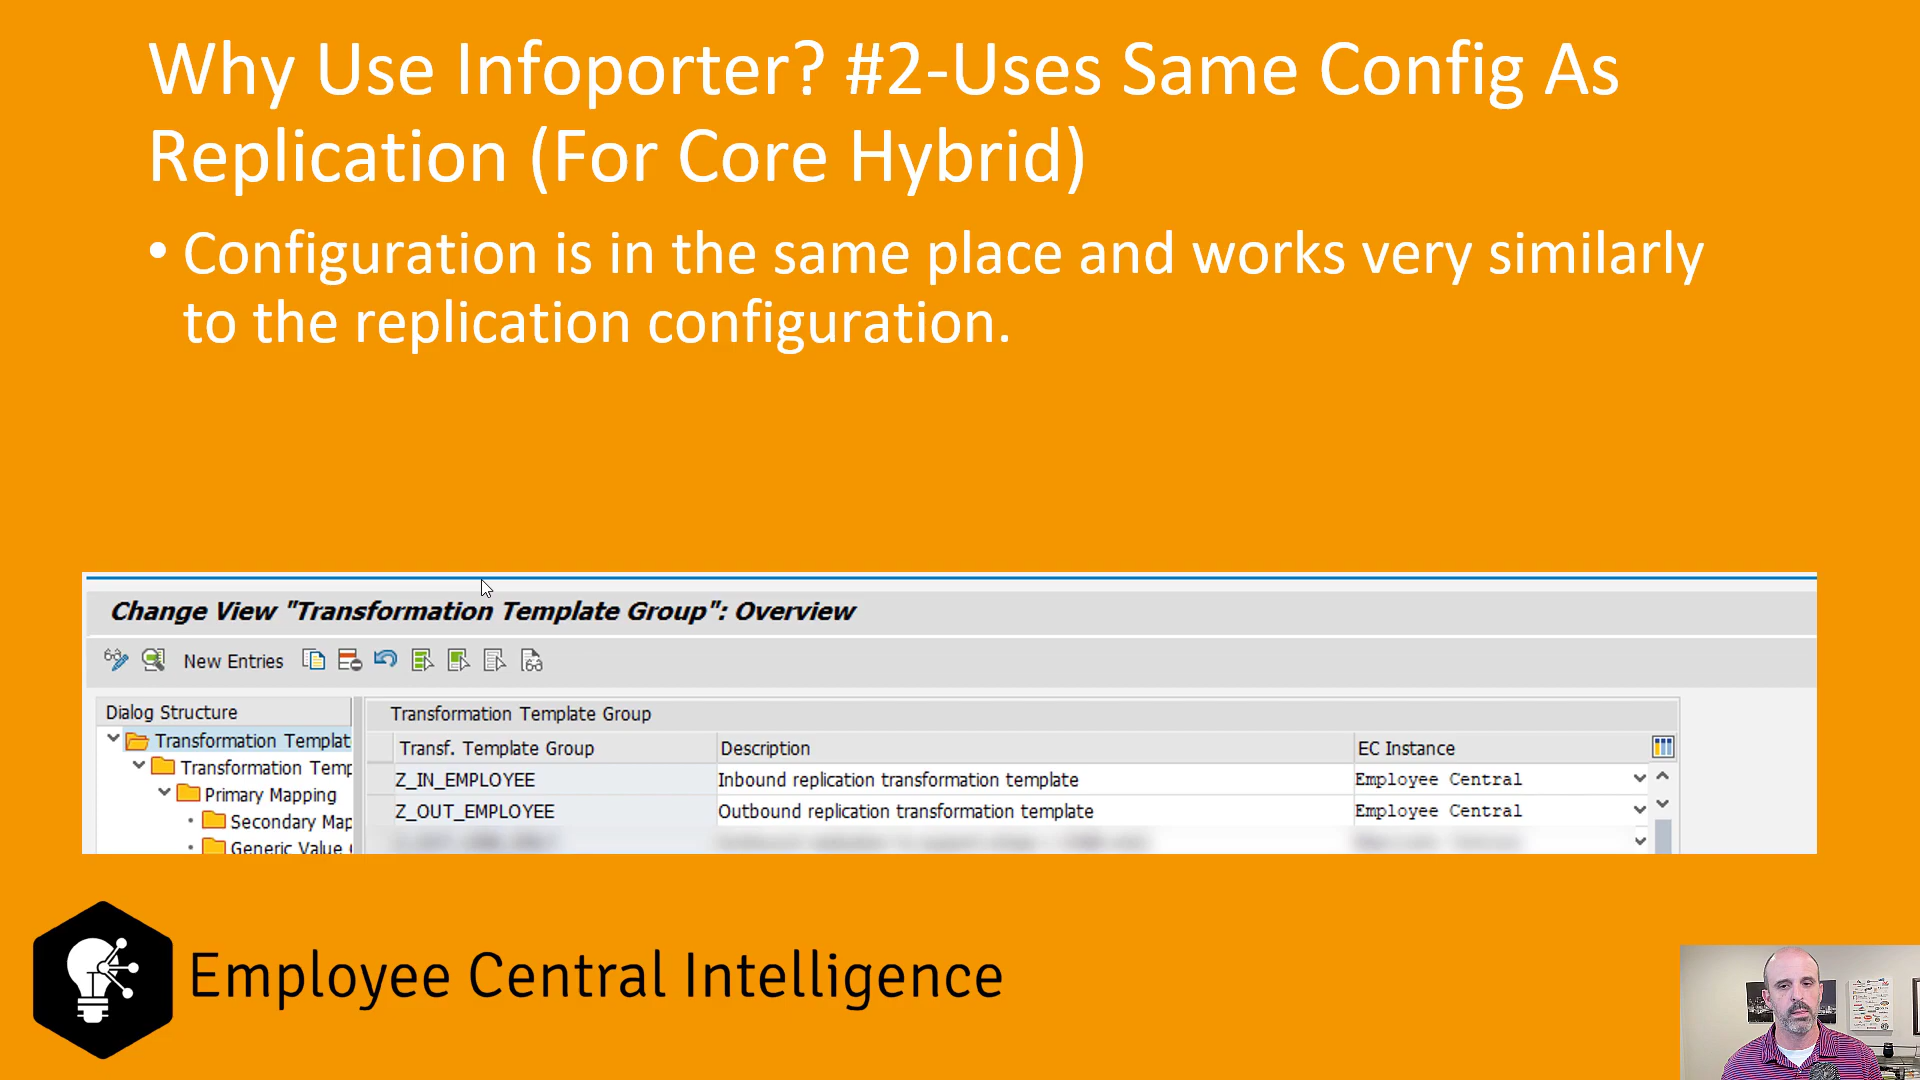 Why Use Infoporter? #2-Uses Same Config As
Replication (For Core Hybrid)
• Configuration is in the same place and works very similarly
to the replication configuration.
Change View "Transformation Template Group": Overview
New Entries
Dialog Structure
Transformation Templat
Transformation Temp
Primary Mapping
Secondary Map
Generic Value
Transformation Template Group
Transf. Template Group Description EC Instance
Z_IN_EMPLOYEE Inbound replication transformation template Employee Central
Z_OUT_EMPLOYEE Outbound replication transformation template Employee Central
Employee Central Intelligence